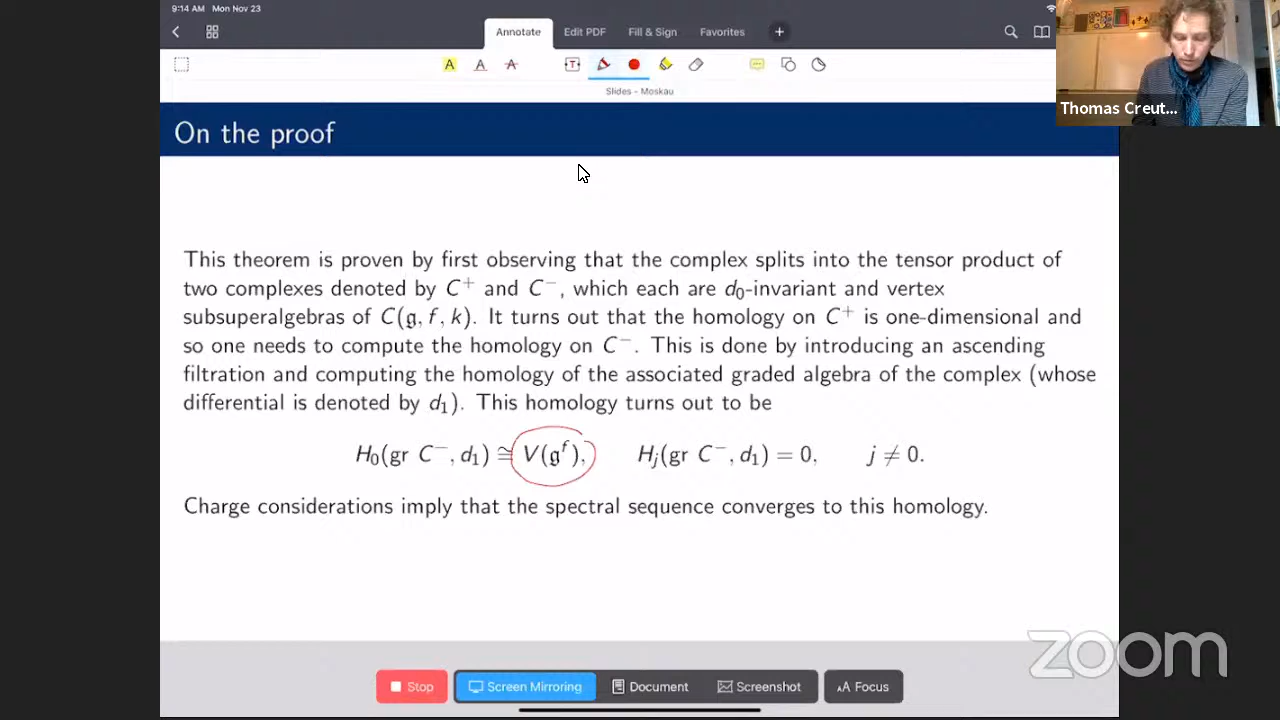 9:14 AM Mon Nov 23
Annotate Edit PDF Fill & Sign Favorites +
A A A T
Slides - Moskau
Thomas Creut...
On the proof
This theorem is proven by first observing that the complex splits into the tensor product of
two complexes denoted by C⁺ and C⁻, which each are d₀-invariant and vertex
subsuperalgebras of C(𝔤, f, k). It turns out that the homology on C⁺ is one-dimensional and
so one needs to compute the homology on C⁻. This is done by introducing an ascending
filtration and computing the homology of the associated graded algebra of the complex (whose
differential is denoted by d₁). This homology turns out to be
H₀(gr C⁻, d₁) ≅ V(𝔤ᶠ), Hⱼ(gr C⁻, d₁) = 0, j ≠ 0.
Charge considerations imply that the spectral sequence converges to this homology.
zoom
Stop Screen Mirroring Document Screenshot AA Focus